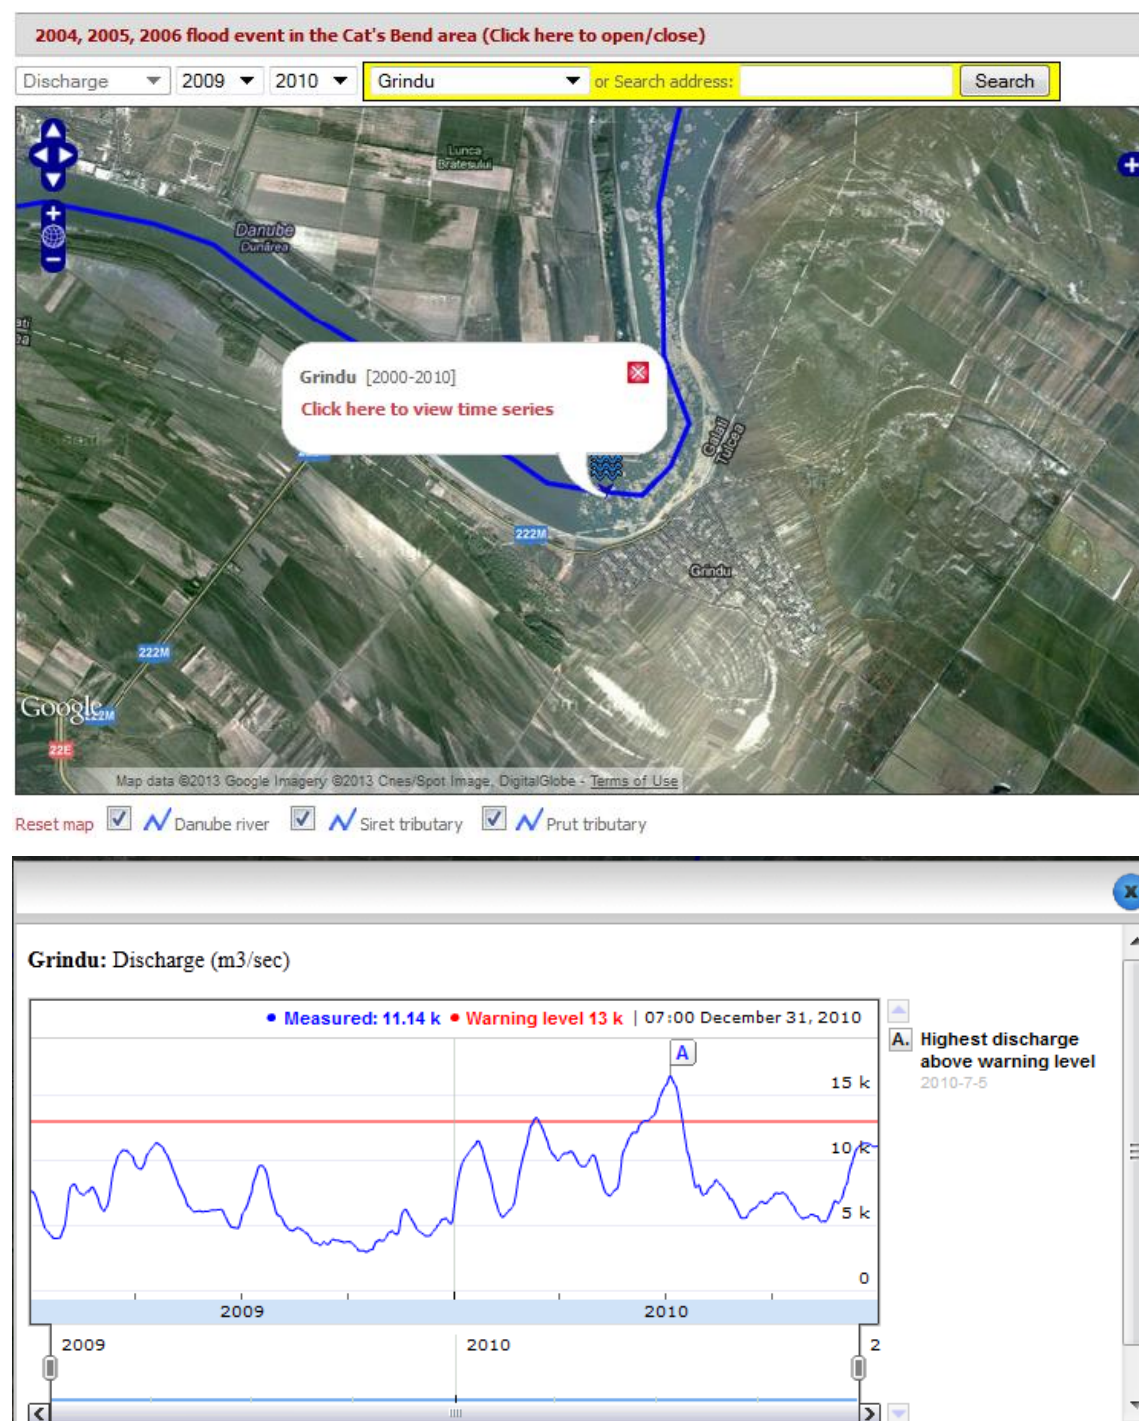 2004, 2005, 2006 flood event in the Cat's Bend area (Click here to open/close)
Discharge 2009 2010 Grindu or Search address: Search
Lunca
Bratesului
Danube
Dunărea
Grindu [2000-2010]
Click here to view time series
Galati
Tulcea
222M
Grindu
222M
Google
222M
22E
Map data ©2013 Google Imagery ©2013 Cnes/Spot Image, DigitalGlobe - Terms of Use
Reset map Danube river Siret tributary Prut tributary
x
Grindu: Discharge (m3/sec)
Measured: 11.14 k Warning level 13 k | 07:00 December 31, 2010
A. Highest discharge
above warning level
2010-7-5
A
15 k
10 k
5 k
0
2009 2010
2009 2010 2